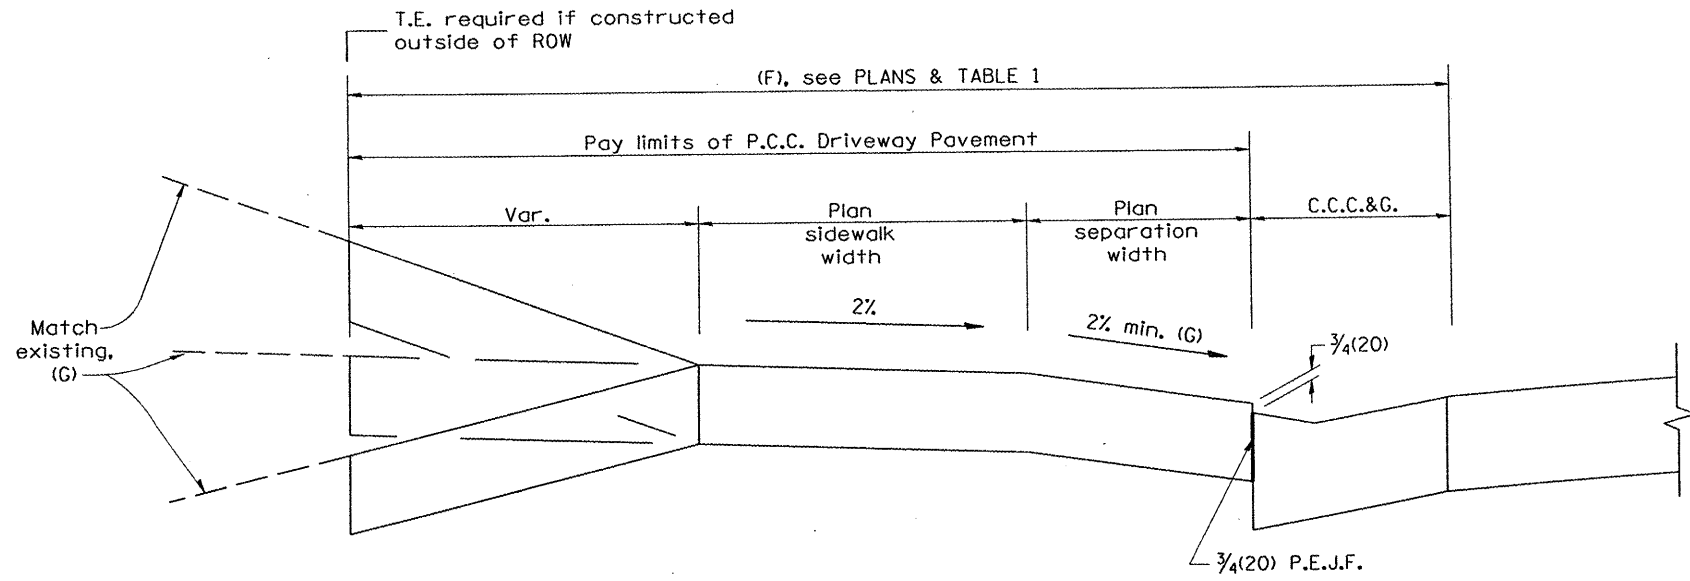 T.E. required if constructed
outside of ROW
(F), see PLANS & TABLE 1
Pay limits of P.C.C. Driveway Pavement
Var.
Plan
sidewalk
width
Plan
separation
width
C.C.C.&G.
2%
2% min. (G)
¾(20)
Match
existing.
(G)
¾(20) P.E.J.F.